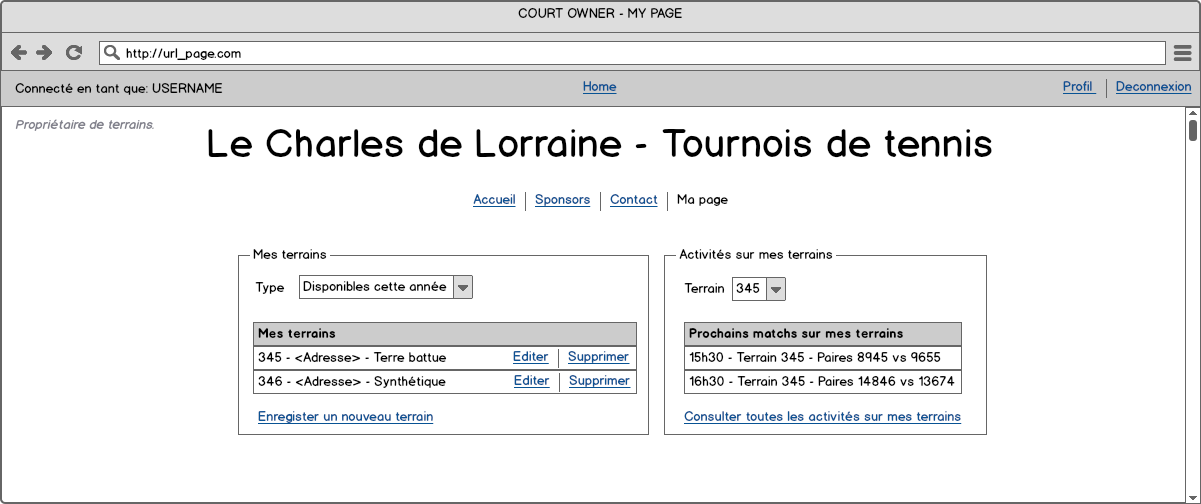 COURT OWNER - MY PAGE
http://url_page.com
Connecté en tant que: USERNAME Home Profil Deconnexion
Propriétaire de terrains.
Le Charles de Lorraine - Tournois de tennis
Accueil Sponsors Contact Ma page
Mes terrains
Type Disponibles cette année
Mes terrains
345 - <Adresse> - Terre battue Editer Supprimer
346 - <Adresse> - Synthétique Editer Supprimer
Enregister un nouveau terrain
Activités sur mes terrains
Terrain 345
Prochains matchs sur mes terrains
15h30 - Terrain 345 - Paires 8945 vs 9655
16h30 - Terrain 345 - Paires 14846 vs 13674
Consulter toutes les activités sur mes terrains